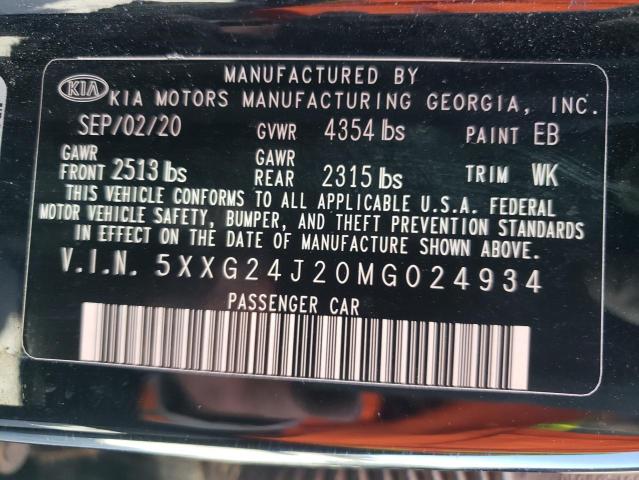 MANUFACTURED BY
KIA KIA MOTORS MANUFACTURING GEORGIA, INC.
SEP/02/20 GVWR 4354 lbs PAINT EB
GAWR GAWR
FRONT 2513 lbs REAR 2315 lbs TRIM WK
THIS VEHICLE CONFORMS TO ALL APPLICABLE U.S.A. FEDERAL
MOTOR VEHICLE SAFETY, BUMPER, AND THEFT PREVENTION STANDARDS
IN EFFECT ON THE DATE OF MANUFACTURE SHOWN ABOVE.
V.I.N. 5XXG24J20MG024934
PASSENGER CAR